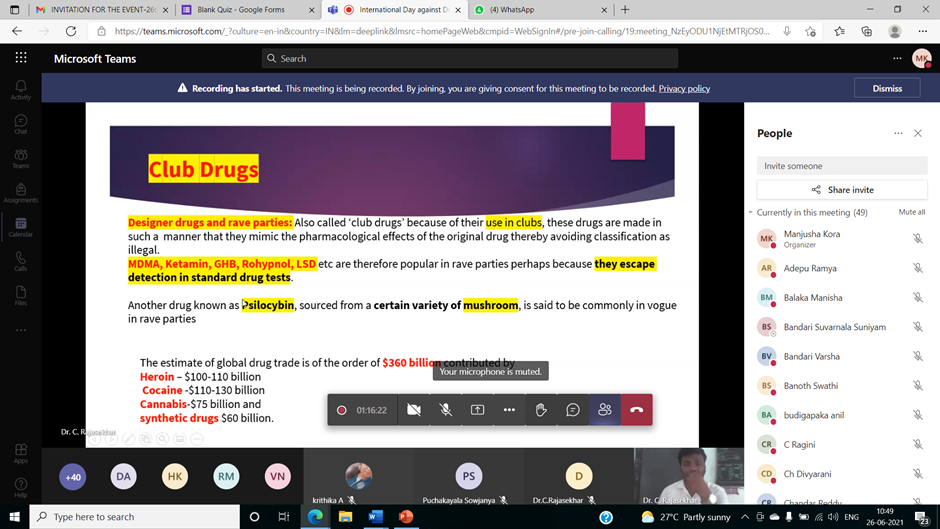 INVITATION FOR THE EVENT-26
Blank Quiz - Google Forms
International Day against D
(4) WhatsApp
https://teams.microsoft.com/_?culture=en-in&country=IN&lm=deeplink&lmsrc=homePageWeb&cmpid=WebSignIn#/pre-join-calling/19:meeting_NzEyODU1NjEtMTRjOS0...
Microsoft Teams
Search
MK
Recording has started. This meeting is being recorded. By joining, you are giving consent for this meeting to be recorded. Privacy policy
Dismiss
Activity
Chat
Teams
Assignments
Calendar
Calls
Files
Apps
Help
Club Drugs
Designer drugs and rave parties: Also called 'club drugs' because of their use in clubs, these drugs are made in
such a manner that they mimic the pharmacological effects of the original drug thereby avoiding classification as
illegal.
MDMA, Ketamin, GHB, Rohypnol, LSD etc are therefore popular in rave parties perhaps because they escape
detection in standard drug tests.
Another drug known as Psilocybin, sourced from a certain variety of mushroom, is said to be commonly in vogue
in rave parties
The estimate of global drug trade is of the order of $360 billion contributed by
Heroin – $100-110 billion
Cocaine -$110-130 billion
Cannabis-$75 billion and
synthetic drugs $60 billion.
Your microphone is muted.
01:16:22
Dr. C. Rajasekhar
People
Invite someone
Share invite
Currently in this meeting (49)
Mute all
MK
Manjusha Kora
Organizer
AR
Adepu Ramya
BM
Balaka Manisha
BS
Bandari Suvarnala Suniyam
BV
Bandari Varsha
BS
Banoth Swathi
BA
budigapaka anil
CR
C Ragini
CD
Ch Divyarani
Chandar Reddy
+40
DA
HK
RM
VN
krithika A
PS
Puchakayala Sowjanya
D
Dr.C.Rajasekhar
Dr. C. Rajasekhar
Type here to search
27°C Partly sunny
ENG
10:49
26-06-2021
23